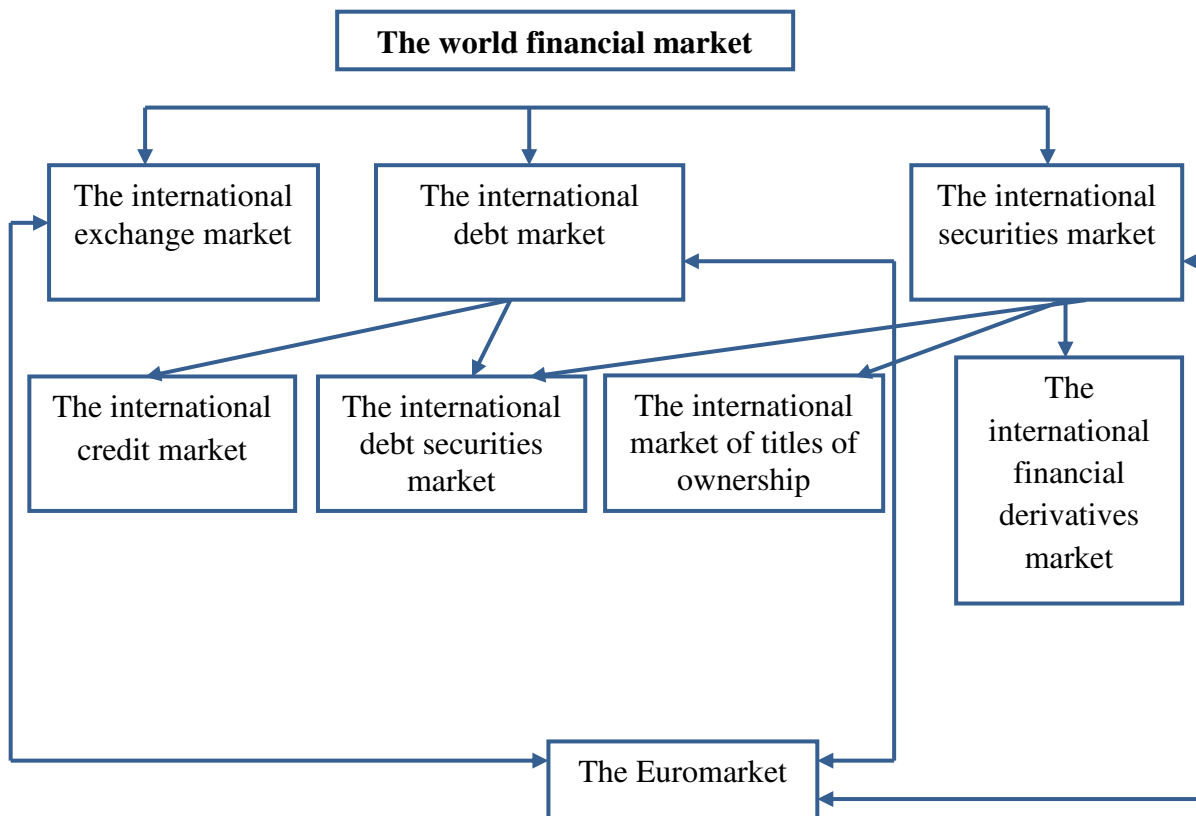 The world financial market
The international
exchange market
The international
debt market
The international
securities market
The international
credit market
The international
debt securities
market
The international
market of titles of
ownership
The
international
financial
derivatives
market
The Euromarket